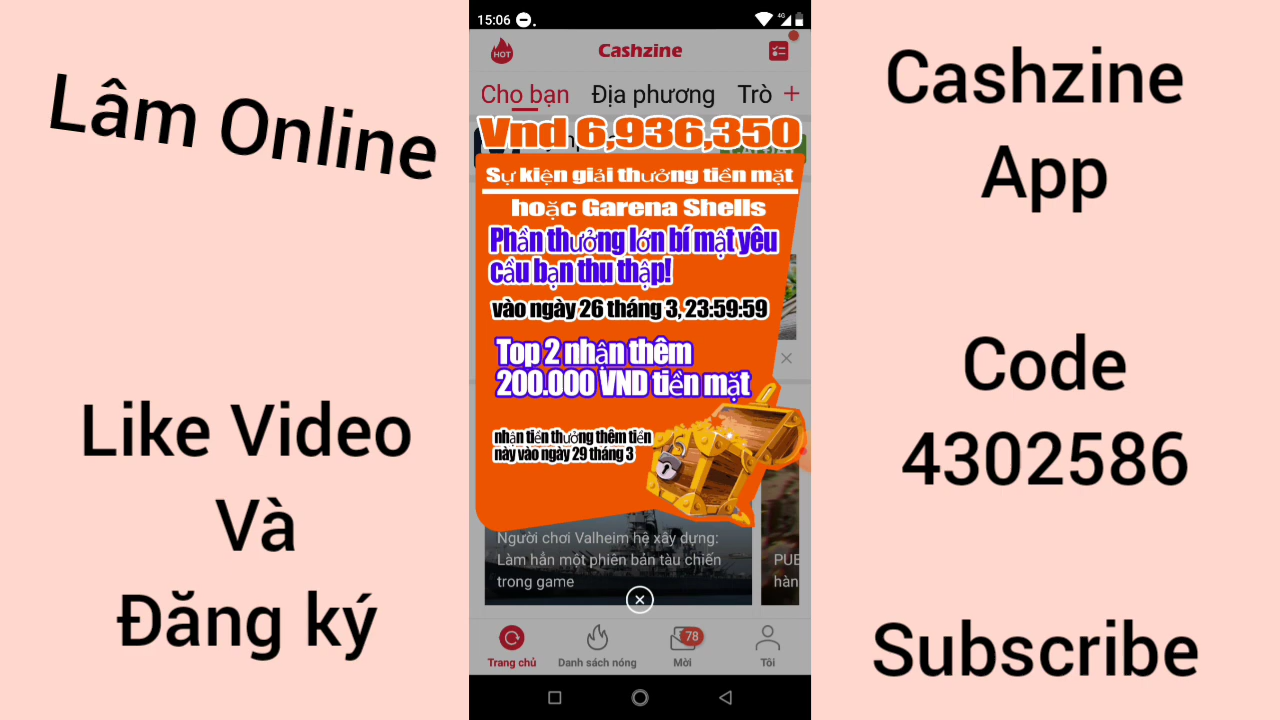 Lâm Online
Like Video
Và
Đăng ký
15:06
4G
HOT
Cashzine
Cho bạn
Địa phương
Trò
Vnd 6,936,350
Sự kiện giải thưởng tiền mặt
hoặc Garena Shells
Phần thưởng lớn bí mật yêu
cầu bạn thu thập!
vào ngày 26 tháng 3, 23:59:59
Top 2 nhận thêm
200.000 VND tiền mặt
nhận tiền thưởng thêm tiền
này vào ngày 29 tháng 3
Người chơi Valheim hệ xây dựng:
Làm hẳn một phiên bản tàu chiến
trong game
PUB
hàn
Trang chủ
Danh sách nóng
78
Mời
Tôi
Cashzine
App
Code
4302586
Subscribe